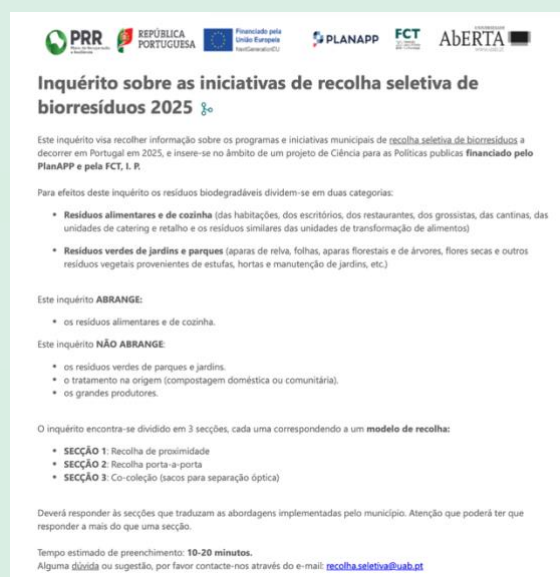 PRR
Plano de Recuperação
e Resiliência
REPÚBLICA
PORTUGUESA
Financiado pela
União Europeia
NextGenerationEU
PLANAPP
FCT
UNIVERSIDADE
AbERTA
www.uab.pt
Inquérito sobre as iniciativas de recolha seletiva de
biorresíduos 2025
Este inquérito visa recolher informação sobre os programas e iniciativas municipais de recolha seletiva de biorresíduos a
decorrer em Portugal em 2025, e insere-se no âmbito de um projeto de Ciência para as Políticas publicas financiado pelo
PlanAPP e pela FCT, I. P.
Para efeitos deste inquérito os resíduos biodegradáveis dividem-se em duas categorias:
• Resíduos alimentares e de cozinha (das habitações, dos escritórios, dos restaurantes, dos grossistas, das cantinas, das
unidades de catering e retalho e os resíduos similares das unidades de transformação de alimentos)
• Resíduos verdes de jardins e parques (aparas de relva, folhas, aparas florestais e de árvores, flores secas e outros
resíduos vegetais provenientes de estufas, hortas e manutenção de jardins, etc.)
Este inquérito ABRANGE:
• os resíduos alimentares e de cozinha.
Este inquérito NÃO ABRANGE:
• os resíduos verdes de parques e jardins.
• o tratamento na origem (compostagem doméstica ou comunitária).
• os grandes produtores.
O inquérito encontra-se dividido em 3 secções, cada uma correspondendo a um modelo de recolha:
• SECÇÃO 1: Recolha de proximidade
• SECÇÃO 2: Recolha porta-a-porta
• SECÇÃO 3: Co-coleção (sacos para separação óptica)
Deverá responder às secções que traduzam as abordagens implementadas pelo município. Atenção que poderá ter que
responder a mais do que uma secção.
Tempo estimado de preenchimento: 10-20 minutos.
Alguma dúvida ou sugestão, por favor contacte-nos através do e-mail: recolha.seletiva@uab.pt